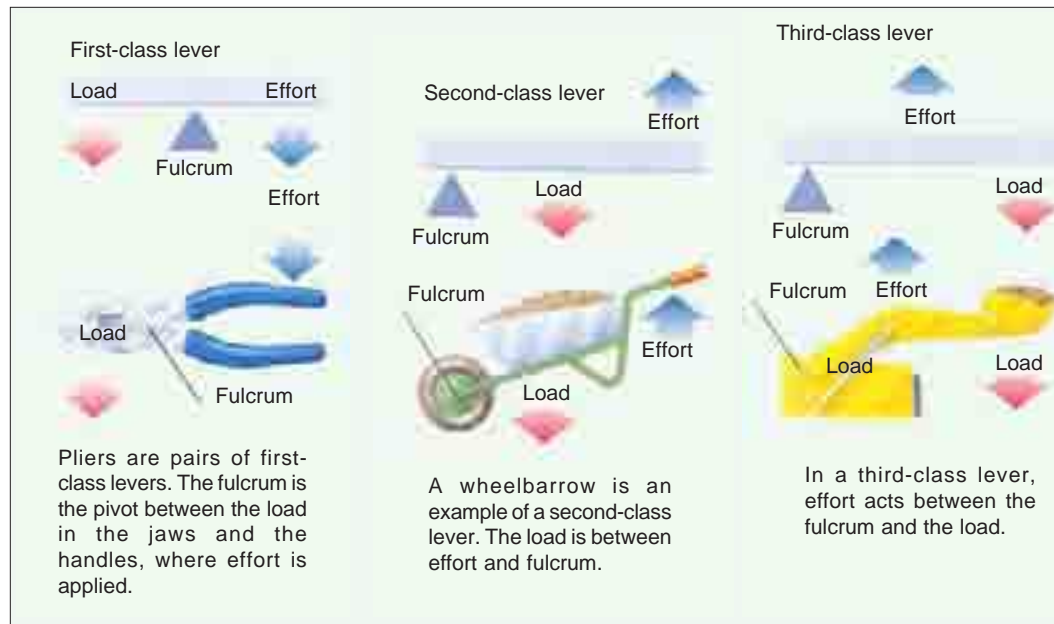 First-class lever
Load Effort
Fulcrum
Effort
Load
Fulcrum
Pliers are pairs of first-
class levers. The fulcrum is
the pivot between the load
in the jaws and the
handles, where effort is
applied.
Second-class lever
Effort
Load
Fulcrum
Fulcrum
Effort
Load
A wheelbarrow is an
example of a second-class
lever. The load is between
effort and fulcrum.
Third-class lever
Effort
Load
Fulcrum
Fulcrum Effort
Load Load
In a third-class lever,
effort acts between the
fulcrum and the load.